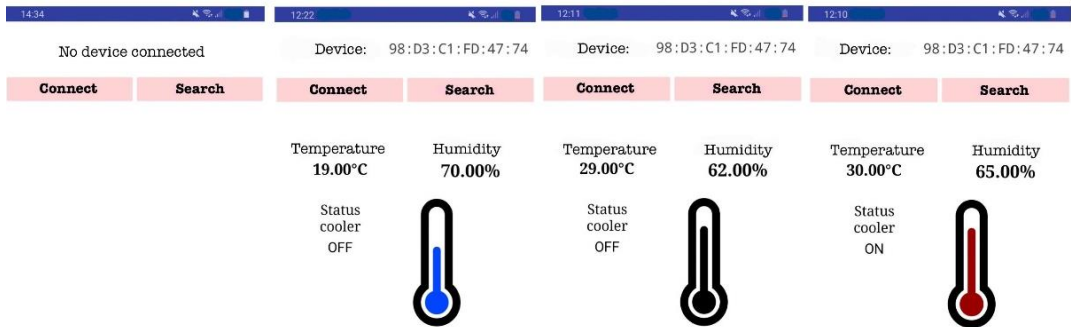 14:34
No device connected
Connect Search
12:22
Device: 98:D3:C1:FD:47:74
Connect Search
Temperature Humidity
19.00°C 70.00%
Status
cooler
OFF
12:11
Device: 98:D3:C1:FD:47:74
Connect Search
Temperature Humidity
29.00°C 62.00%
Status
cooler
OFF
12:10
Device: 98:D3:C1:FD:47:74
Connect Search
Temperature Humidity
30.00°C 65.00%
Status
cooler
ON